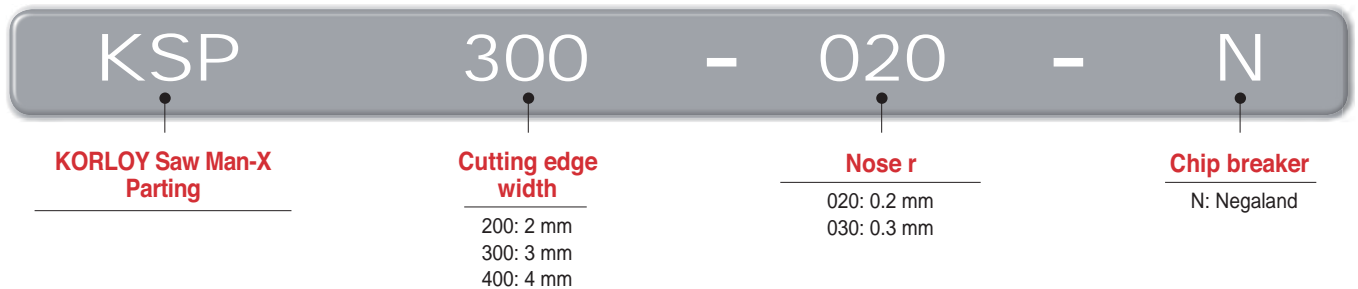 KSP 300 - 020 - N
KORLOY Saw Man-X
Parting
Cutting edge
width
200: 2 mm
300: 3 mm
400: 4 mm
Nose r
020: 0.2 mm
030: 0.3 mm
Chip breaker
N: Negaland